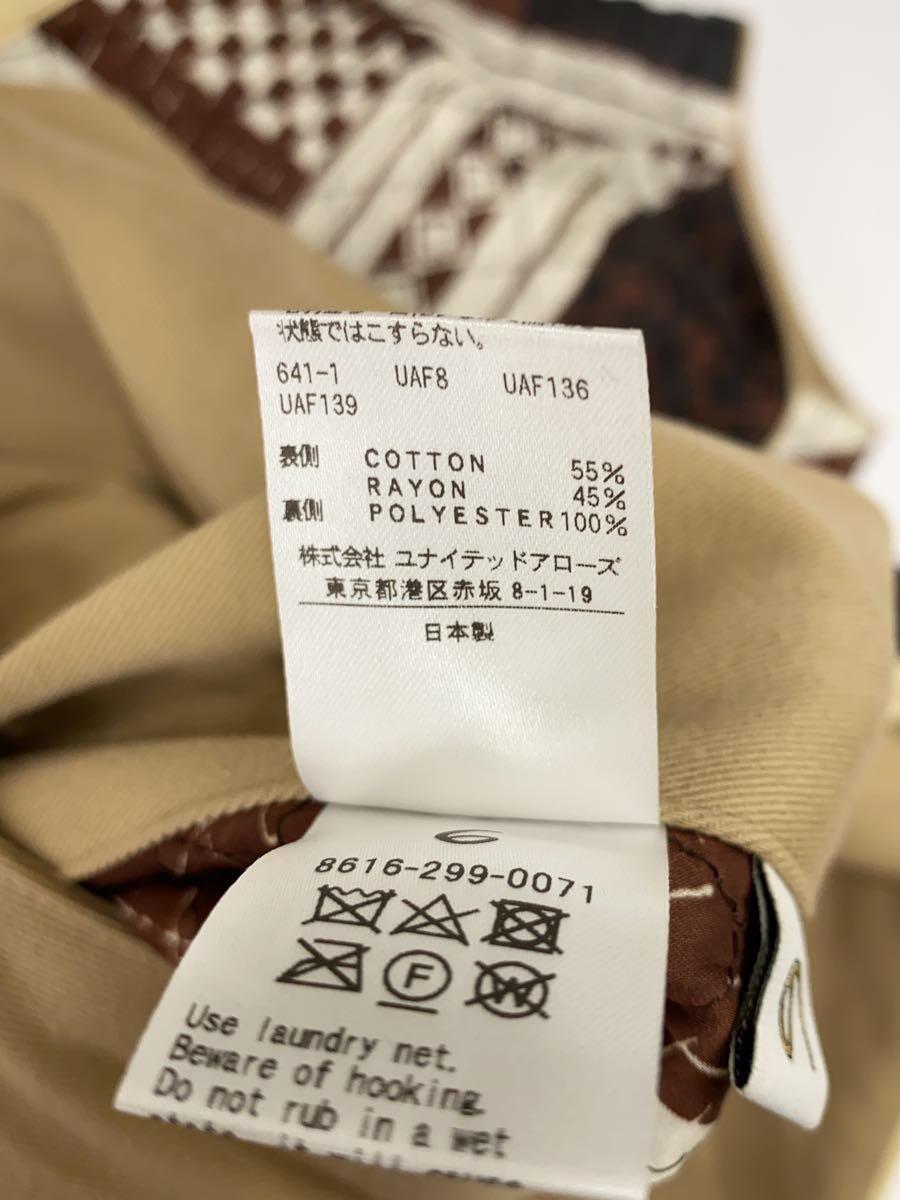 状態ではこすらない。
641-1 UAF8 UAF136
UAF139
表側 COTTON 55%
RAYON 45%
裏側 POLYESTER 100%
株式会社 ユナイテッドアローズ
東京都港区赤坂 8-1-19
日本製
8616-299-0071
F
W
Use laundry net.
Beware of hooking.
Do not rub in a wet